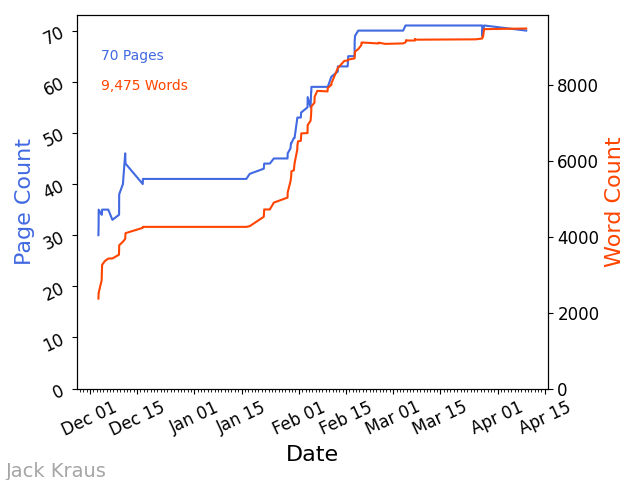 70 Pages
9,475 Words
Page Count
0
10
20
30
40
50
60
70
Word Count
0
2000
4000
6000
8000
Dec 01
Dec 15
Jan 01
Jan 15
Feb 01
Feb 15
Mar 01
Mar 15
Apr 01
Apr 15
Date
Jack Kraus